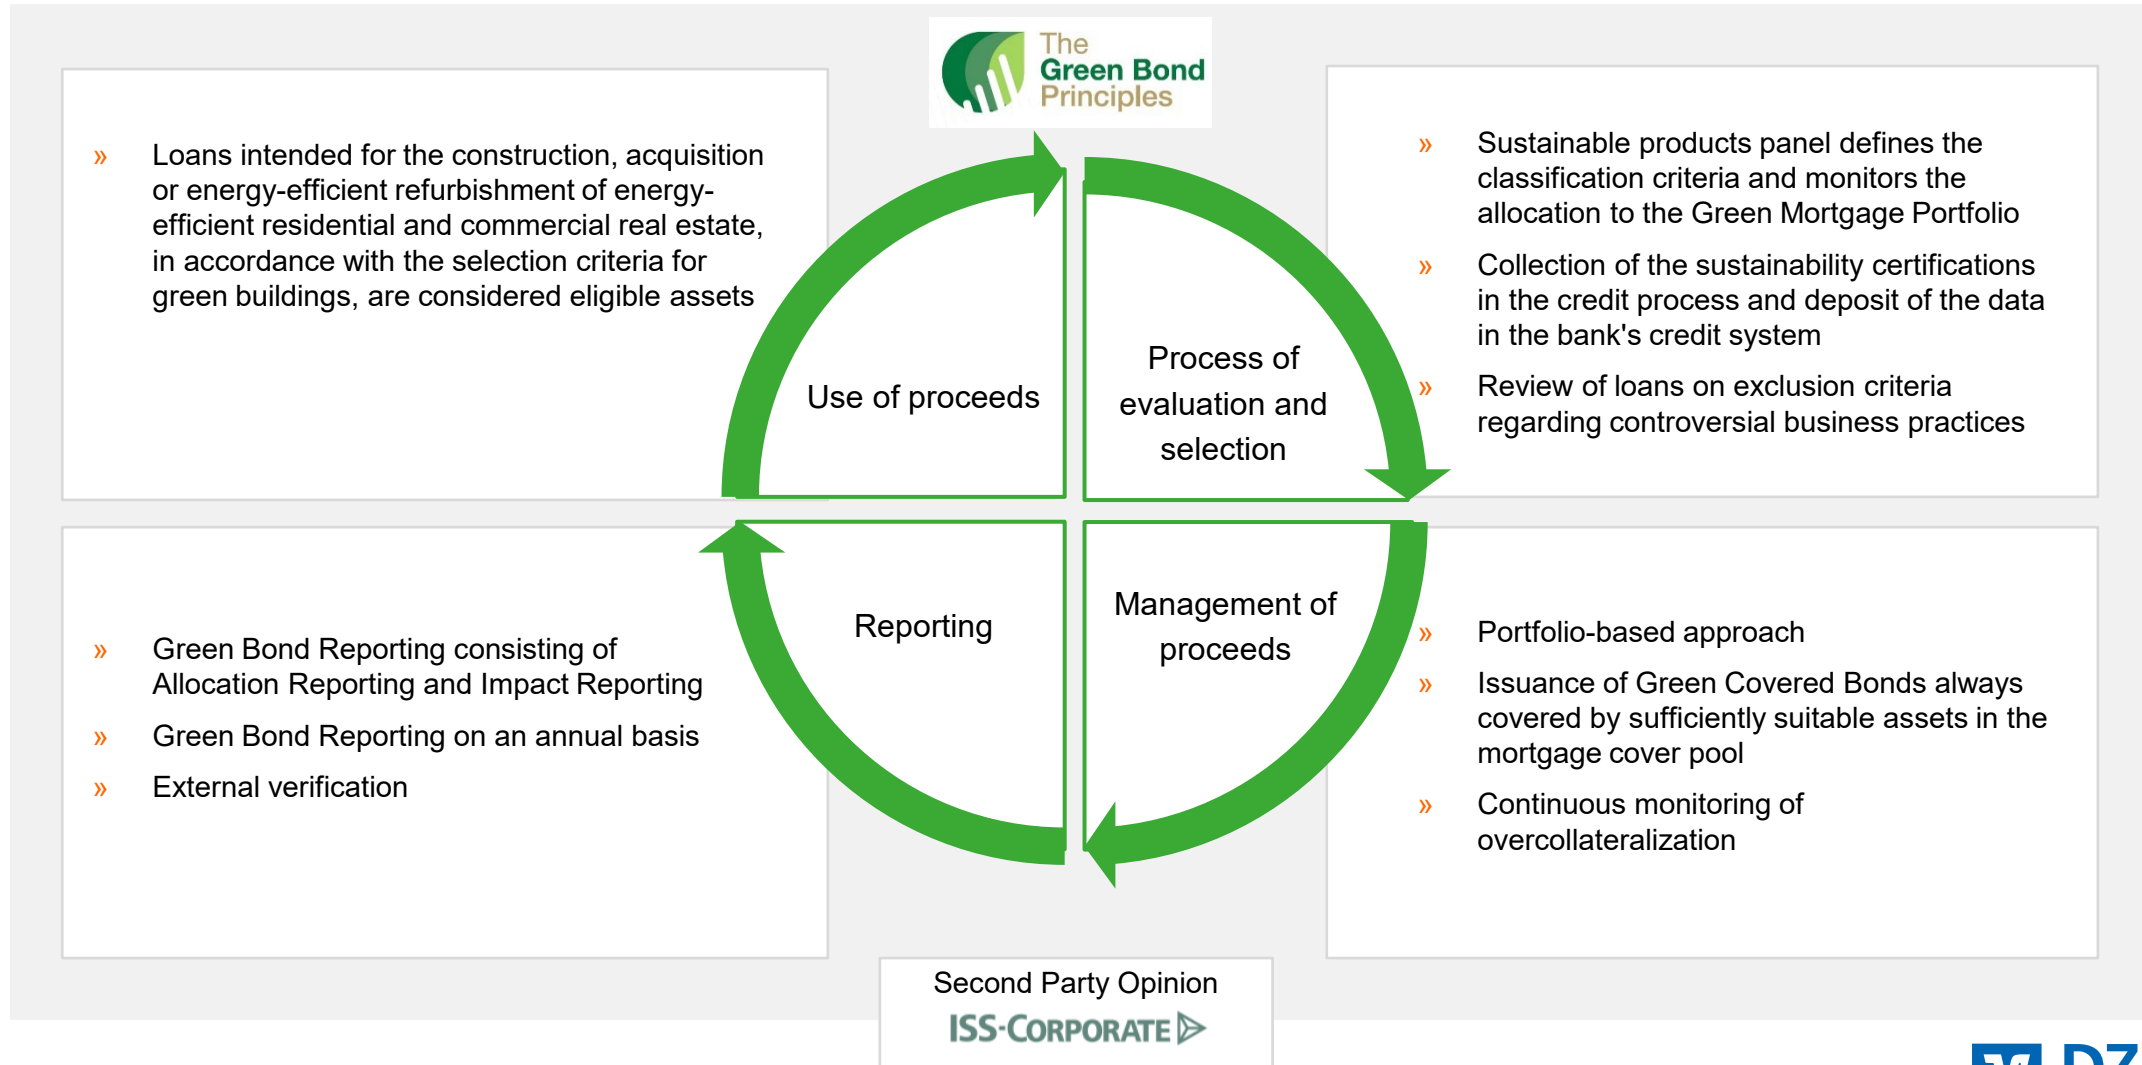 The
Green Bond
Principles
» Loans intended for the construction, acquisition
or energy-efficient refurbishment of energy-
efficient residential and commercial real estate,
in accordance with the selection criteria for
green buildings, are considered eligible assets
» Sustainable products panel defines the
classification criteria and monitors the
allocation to the Green Mortgage Portfolio
» Collection of the sustainability certifications
in the credit process and deposit of the data
in the bank's credit system
» Review of loans on exclusion criteria
regarding controversial business practices
Use of proceeds
Process of
evaluation and
selection
Reporting
Management of
proceeds
» Green Bond Reporting consisting of
Allocation Reporting and Impact Reporting
» Green Bond Reporting on an annual basis
» External verification
» Portfolio-based approach
» Issuance of Green Covered Bonds always
covered by sufficiently suitable assets in the
mortgage cover pool
» Continuous monitoring of
overcollateralization
Second Party Opinion
ISS-CORPORATE
DZ